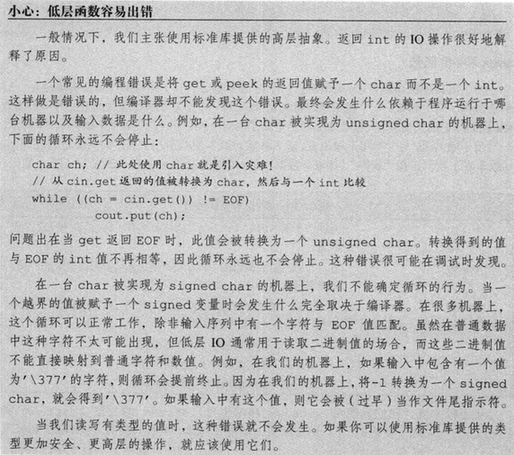 小心：低层函数容易出错
一般情况下，我们主张使用标准库提供的高层抽象。返回 int 的 IO 操作很好地解
释了原因。
一个常见的编程错误是将 get 或 peek 的返回值赋予一个 char 而不是一个 int。
这样做是错误的，但编译器却不能发现这个错误。最终会发生什么依赖于程序运行于哪
台机器以及输入数据是什么。例如，在一台 char 被实现为 unsigned char 的机器上，
下面的循环永远不会停止：
char ch; // 此处使用 char 就是引入灾难！
// 从 cin.get 返回的值被转换为 char，然后与一个 int 比较
while ((ch = cin.get()) != EOF)
cout.put(ch);
问题出在当 get 返回 EOF 时，此值会被转换为一个 unsigned char。转换得到的值
与 EOF 的 int 值不再相等，因此循环永远也不会停止。这种错误很可能在调试时发现。
在一台 char 被实现为 signed char 的机器上，我们不能确定循环的行为。当一
个越界的值被赋予一个 signed 变量时会发生什么完全取决于编译器。在很多机器上，
这个循环可以正常工作，除非输入序列中有一个字符与 EOF 值匹配。虽然在普通数据
中这种字符不太可能出现，但低层 IO 通常用于读取二进制值的场合，而这些二进制值
不能直接映射到普通字符和数值。例如，在我们的机器上，如果输入中包含有一个值
为'\377'的字符，则循环会提前终止。因为在我们的机器上，将-1 转换为一个 signed
char，就会得到'\377'。如果输入中有这个值，则它会被（过早）当作文件尾指示符。
当我们读写有类型的值时，这种错误就不会发生。如果你可以使用标准库提供的类
型更加安全、更高层的操作，就应该使用它们。